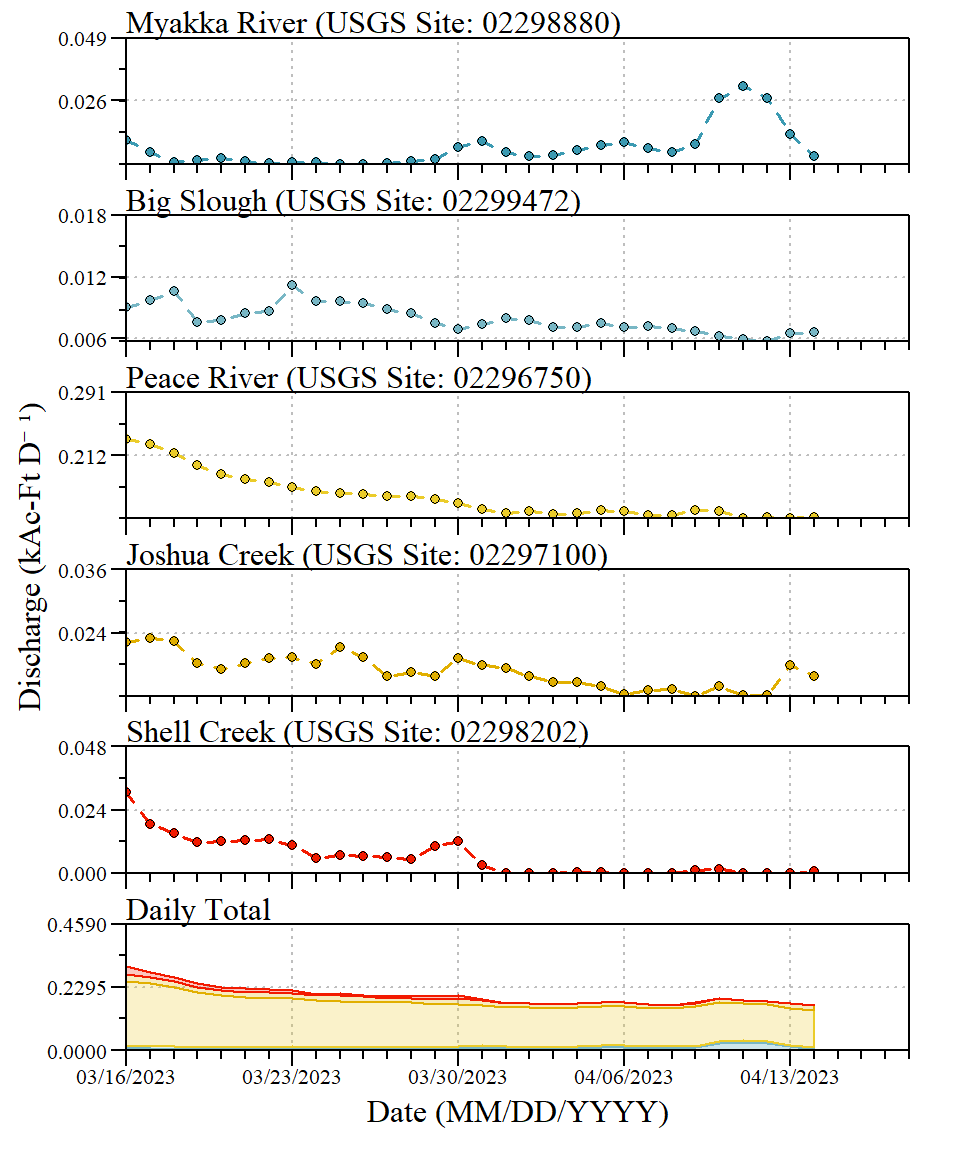 Myakka River (USGS Site: 02298880)
0.049
0.026
Big Slough (USGS Site: 02299472)
0.018
0.012
0.006
Peace River (USGS Site: 02296750)
0.291
0.212
Joshua Creek (USGS Site: 02297100)
0.036
0.024
Shell Creek (USGS Site: 02298202)
0.048
0.024
0.000
Daily Total
0.4590
0.2295
0.0000
03/16/2023 03/23/2023 03/30/2023 04/06/2023 04/13/2023
Date (MM/DD/YYYY)
Discharge (kAc-Ft D⁻¹)